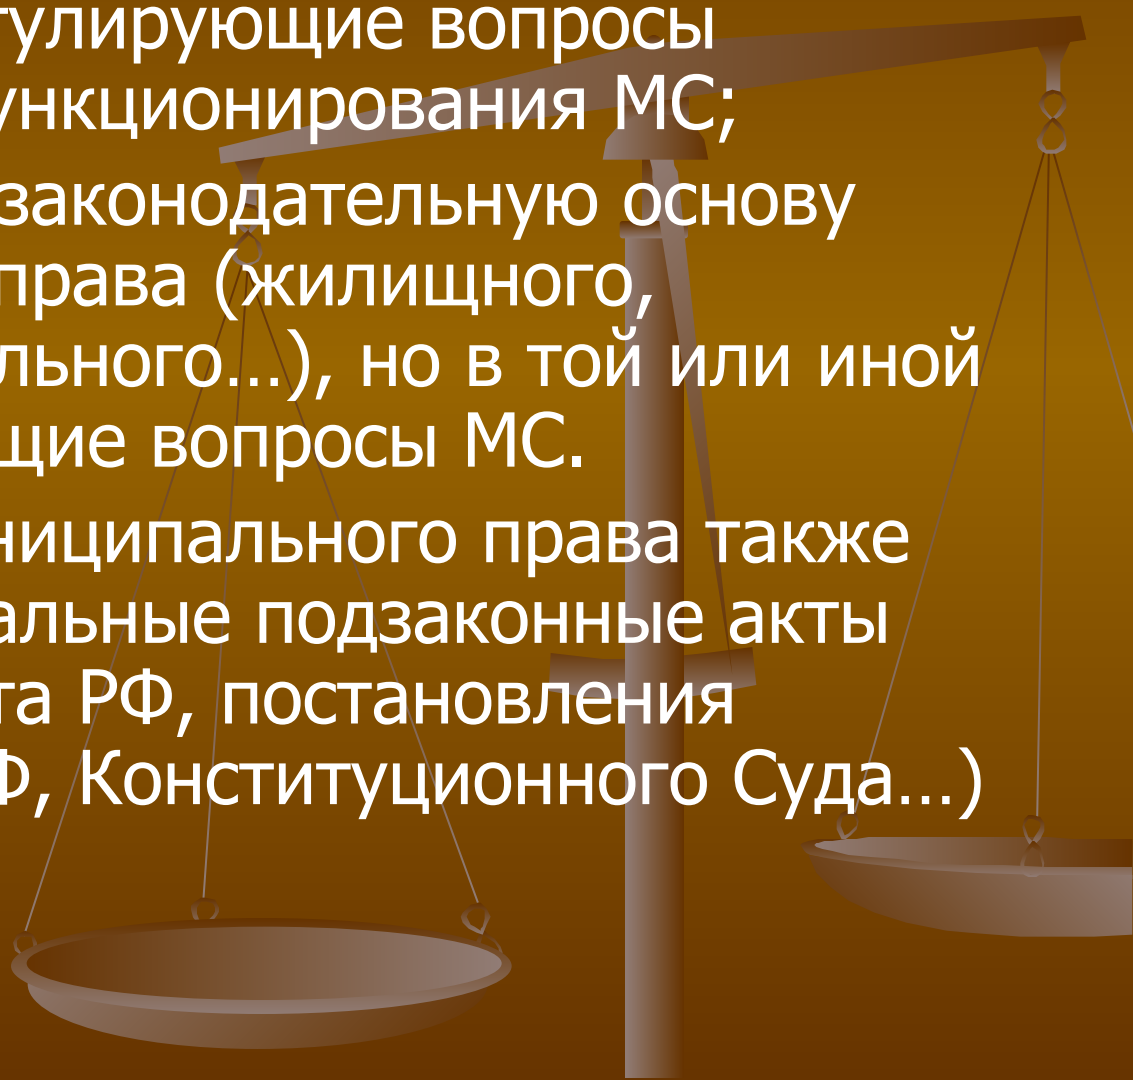 гулирующие вопросы
ункционирования МС;
законодательную основу
права (жилищного,
льного…), но в той или иной
щие вопросы МС.
ниципального права также
альные подзаконные акты
та РФ, постановления
Ф, Конституционного Суда…)